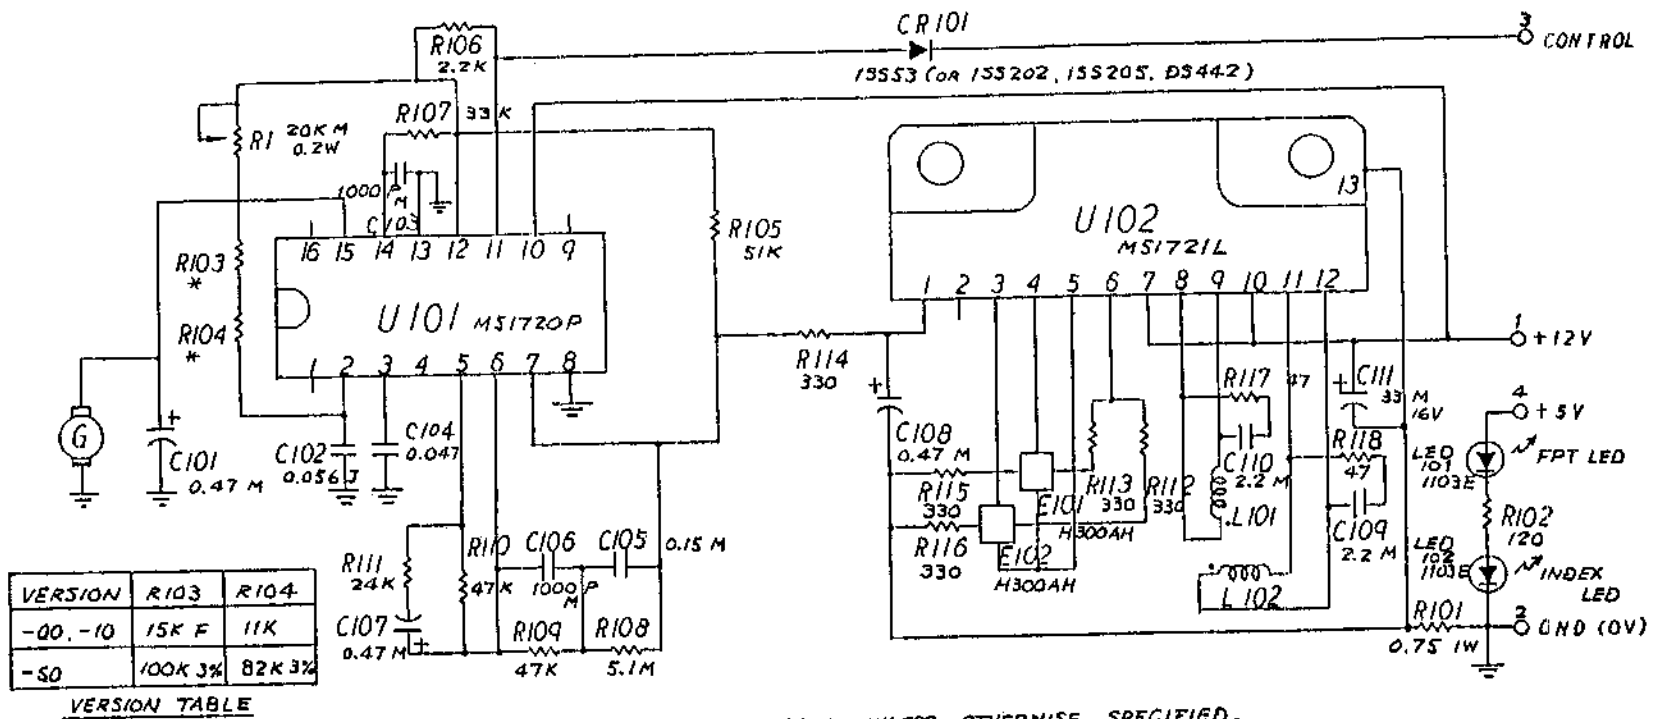 R106
2.2K
CR101
1SS53 (OR 1SS202, 1SS205, DS442)
3
CONTROL
R1
20K M
0.2W
R107 33K
1000P
M
C103
16 15 14 13 12 11 10 9
U101 M51720P
1 2 3 4 5 6 7 8
R103
*
R104
*
R105
51K
13
U102
M51721L
1 2 3 4 5 6 7 8 9 10 11 12
1
+12V
R114
330
R117 47
+ C111
33 M
16V
4
+5V
G
+
C101
0.47 M
C102
0.056J
C104
0.047
+
C108
0.47 M
R115
330
R116
330
E101
H300AH
E102
H300AH
R113
330
R112
330
C110
2.2 M
L101
L102
R118
47
C109
2.2 M
LED
101
1103E
FPT LED
R102
120
LED
102
1103E
INDEX
LED
R101
0.75 1W
2
GND (0V)
R111
24K
C107
0.47 M
+
R110
47K
C106
1000P
M
C105
0.15 M
R109
47K
R108
5.1M
VERSION R103 R104
-00.-10 15K F 11K
-50 100K 3% 82K 3%
VERSION TABLE
OTHERWISE SPECIFIED.